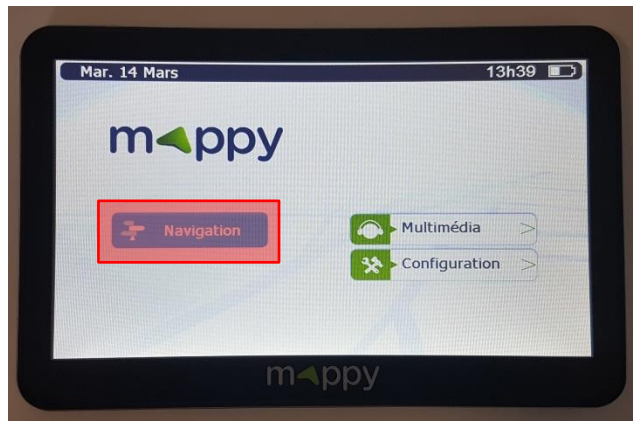 Mar. 14 Mars 13h39
mappy
Navigation
Multimédia
Configuration
mappy